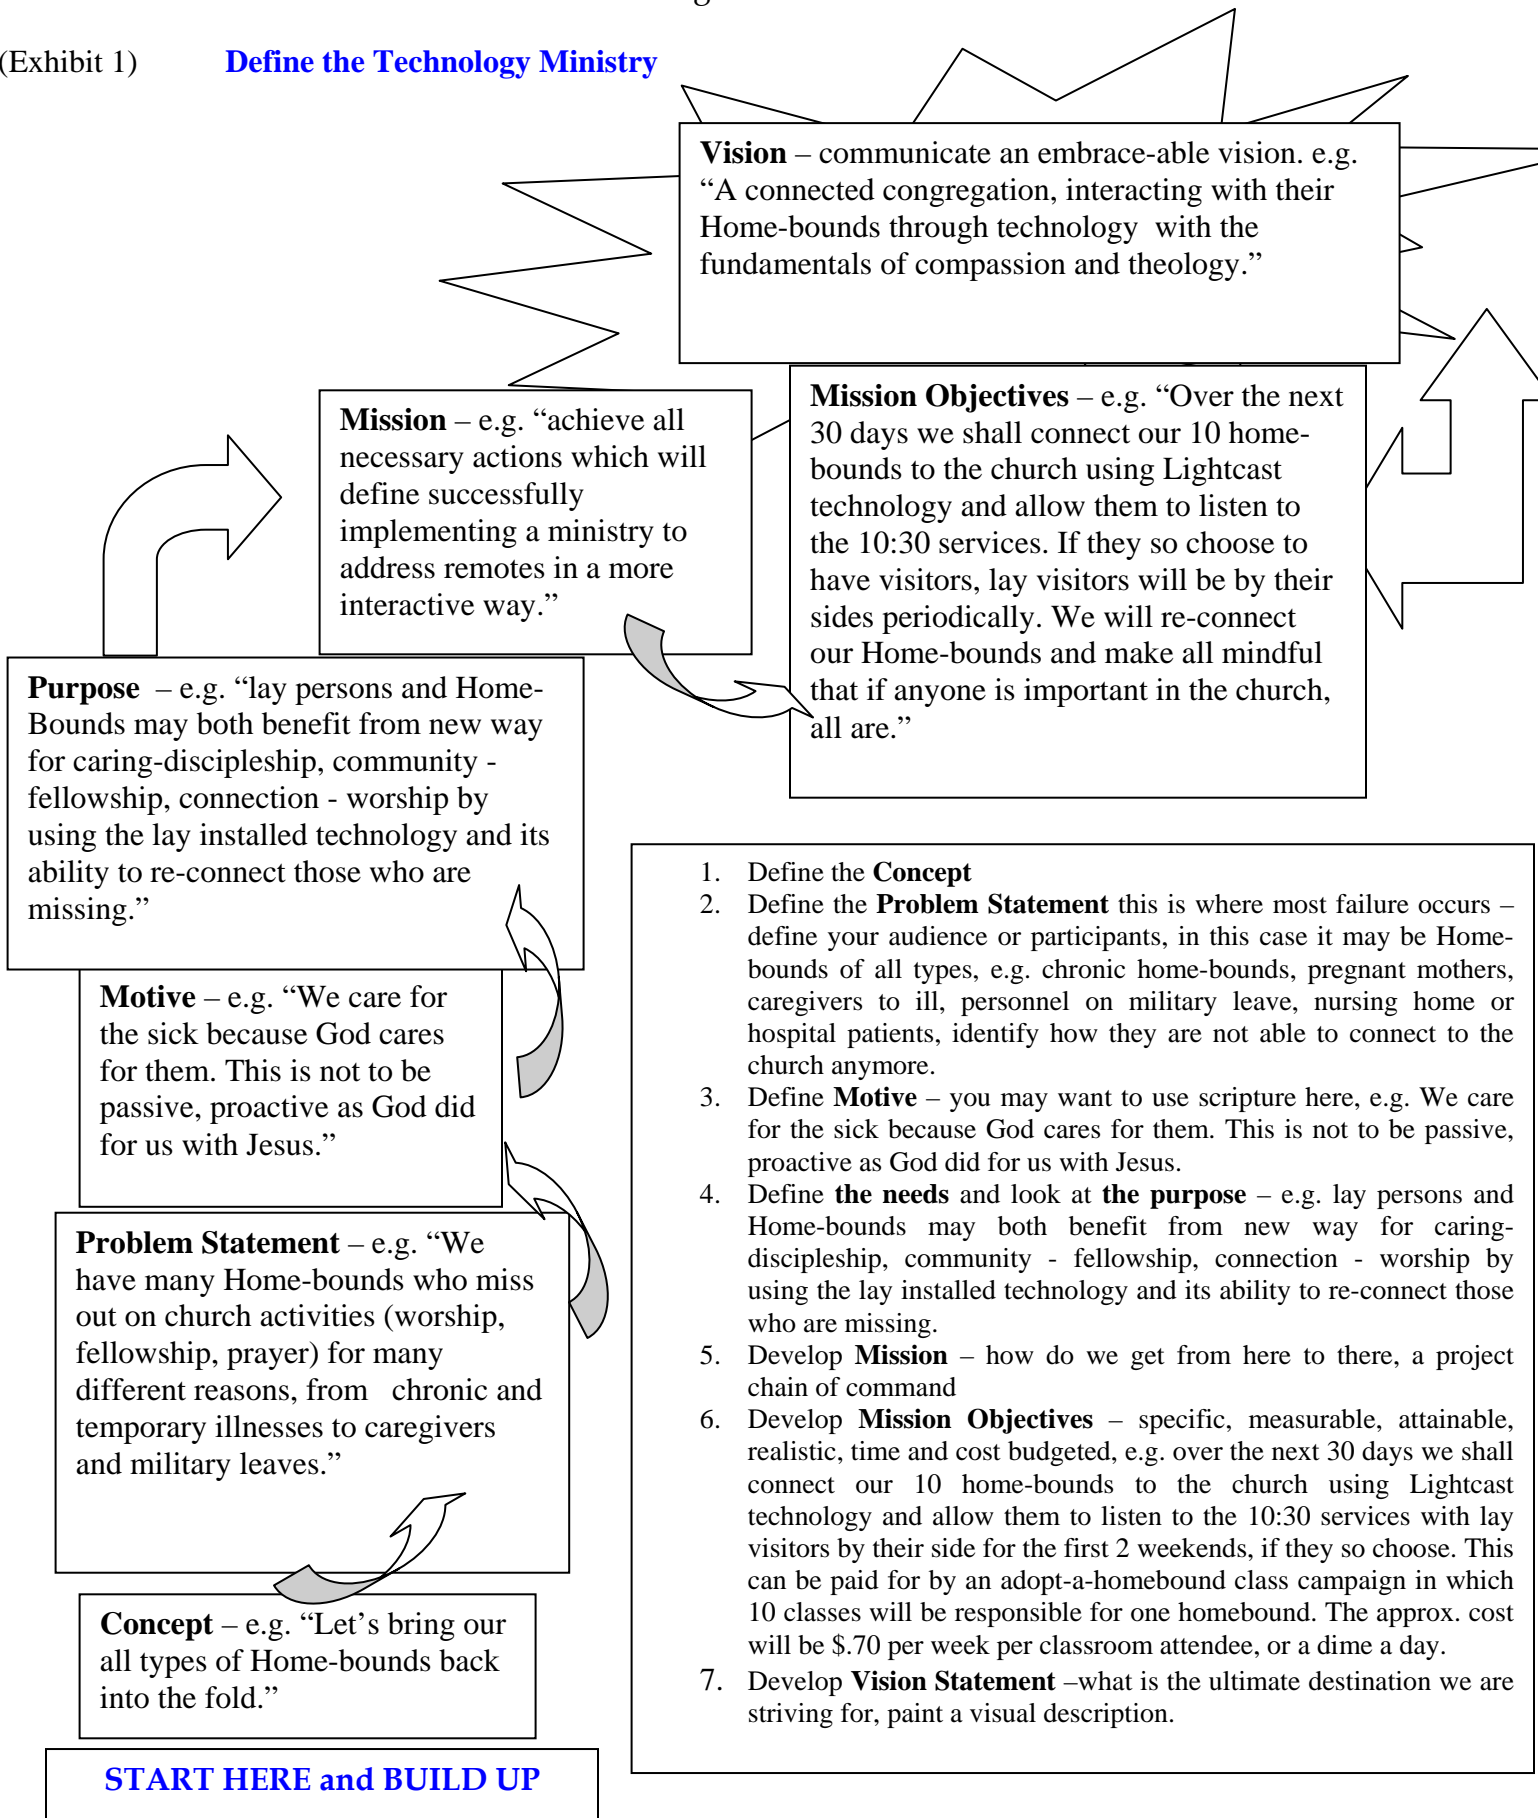 (Exhibit 1) Define the Technology Ministry
Vision – communicate an embrace-able vision. e.g.
“A connected congregation, interacting with their
Home-bounds through technology with the
fundamentals of compassion and theology.”
Mission Objectives – e.g. “Over the next
30 days we shall connect our 10 home-
bounds to the church using Lightcast
technology and allow them to listen to
the 10:30 services. If they so choose to
have visitors, lay visitors will be by their
sides periodically. We will re-connect
our Home-bounds and make all mindful
that if anyone is important in the church,
all are.”
Mission – e.g. “achieve all
necessary actions which will
define successfully
implementing a ministry to
address remotes in a more
interactive way.”
Purpose – e.g. “lay persons and Home-
Bounds may both benefit from new way
for caring-discipleship, community -
fellowship, connection - worship by
using the lay installed technology and its
ability to re-connect those who are
missing.”
Motive – e.g. “We care for
the sick because God cares
for them. This is not to be
passive, proactive as God did
for us with Jesus.”
Problem Statement – e.g. “We
have many Home-bounds who miss
out on church activities (worship,
fellowship, prayer) for many
different reasons, from chronic and
temporary illnesses to caregivers
and military leaves.”
Concept – e.g. “Let’s bring our
all types of Home-bounds back
into the fold.”
START HERE and BUILD UP
1. Define the Concept
2. Define the Problem Statement this is where most failure occurs –
define your audience or participants, in this case it may be Home-
bounds of all types, e.g. chronic home-bounds, pregnant mothers,
caregivers to ill, personnel on military leave, nursing home or
hospital patients, identify how they are not able to connect to the
church anymore.
3. Define Motive – you may want to use scripture here, e.g. We care
for the sick because God cares for them. This is not to be passive,
proactive as God did for us with Jesus.
4. Define the needs and look at the purpose – e.g. lay persons and
Home-bounds may both benefit from new way for caring-
discipleship, community - fellowship, connection - worship by
using the lay installed technology and its ability to re-connect those
who are missing.
5. Develop Mission – how do we get from here to there, a project
chain of command
6. Develop Mission Objectives – specific, measurable, attainable,
realistic, time and cost budgeted, e.g. over the next 30 days we shall
connect our 10 home-bounds to the church using Lightcast
technology and allow them to listen to the 10:30 services with lay
visitors by their side for the first 2 weekends, if they so choose. This
can be paid for by an adopt-a-homebound class campaign in which
10 classes will be responsible for one homebound. The approx. cost
will be $.70 per week per classroom attendee, or a dime a day.
7. Develop Vision Statement –what is the ultimate destination we are
striving for, paint a visual description.